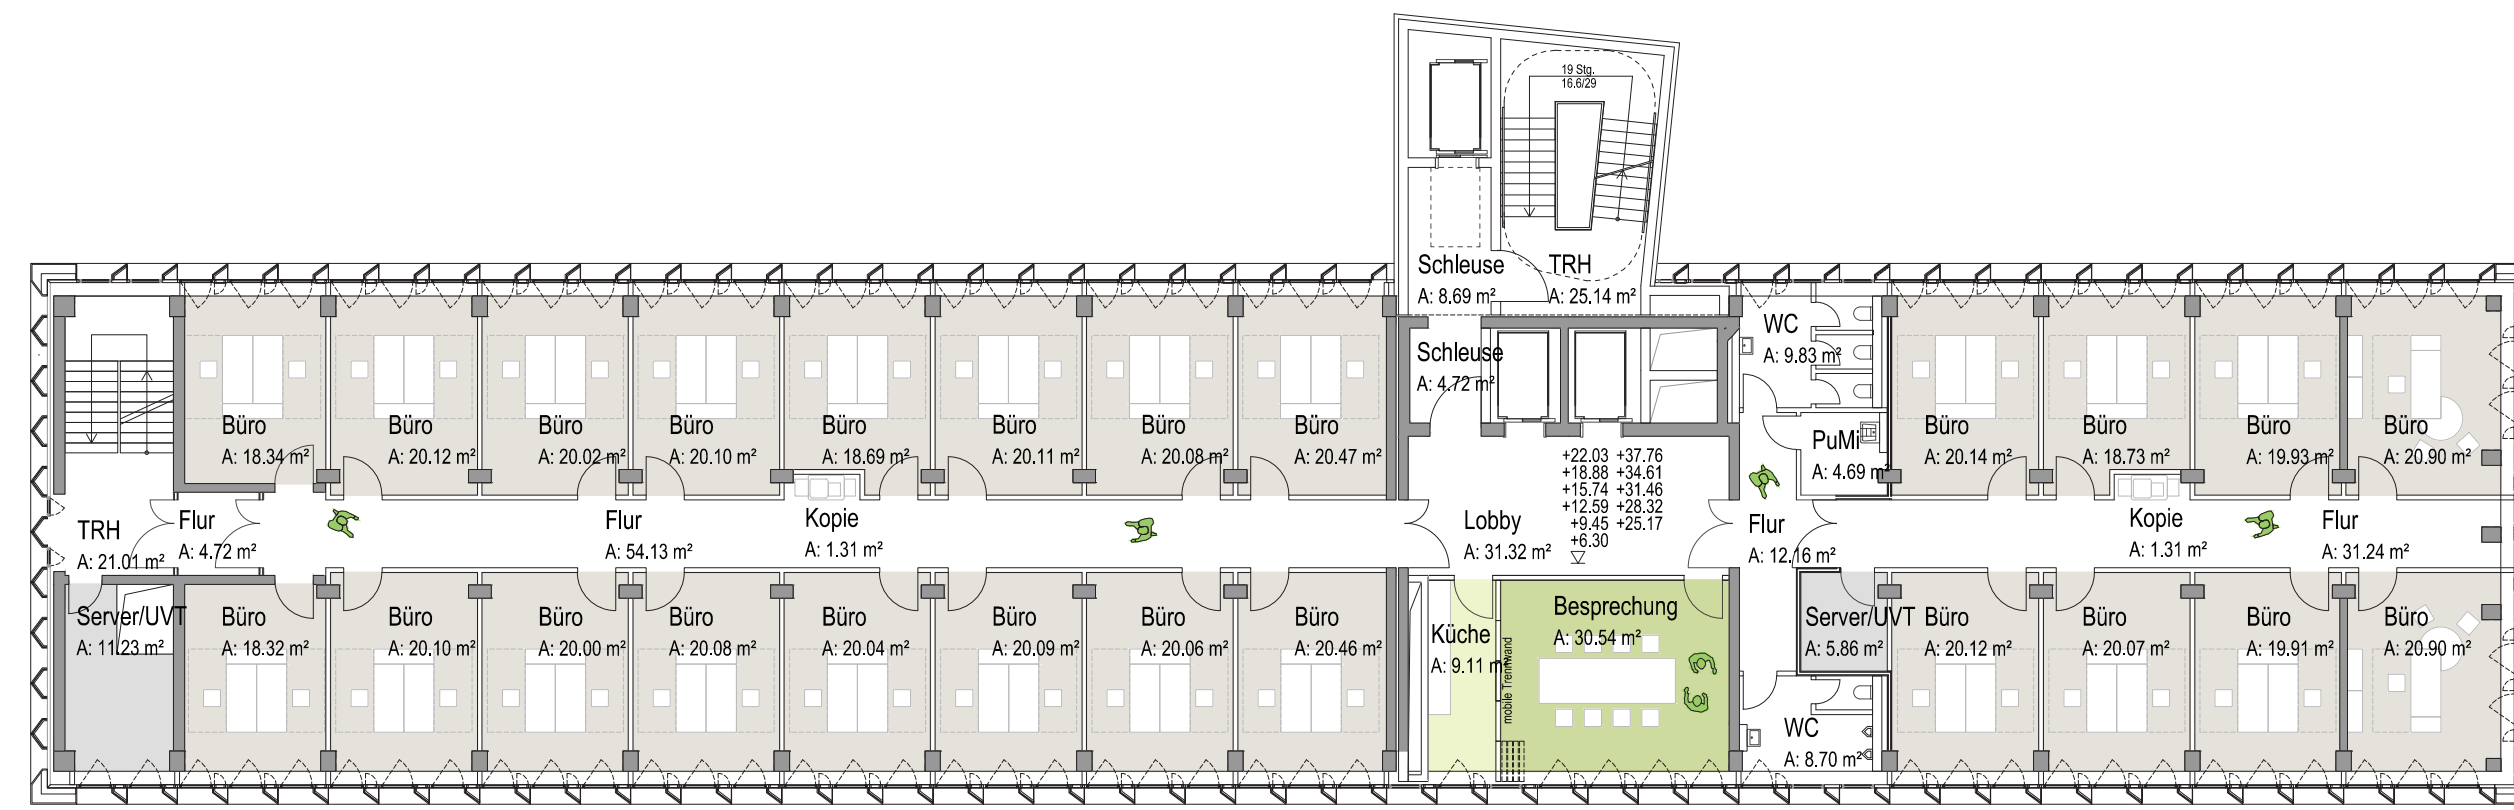 19 Stg.
16.6/29
Schleuse
A: 8.69 m²
TRH
A: 25.14 m²
Schleuse
A: 4.72 m²
WC
A: 9.83 m²
Büro
A: 18.34 m²
Büro
A: 20.12 m²
Büro
A: 20.02 m²
Büro
A: 20.10 m²
Büro
A: 18.69 m²
Büro
A: 20.11 m²
Büro
A: 20.08 m²
Büro
A: 20.47 m²
PuMi
A: 4.69 m²
Büro
A: 20.14 m²
Büro
A: 18.73 m²
Büro
A: 19.93 m²
Büro
A: 20.90 m²
+22.03 +37.76
+18.88 +34.61
+15.74 +31.46
+12.59 +28.32
+9.45 +25.17
+6.30
TRH
A: 21.01 m²
Flur
A: 4.72 m²
Flur
A: 54.13 m²
Kopie
A: 1.31 m²
Lobby
A: 31.32 m²
Flur
A: 12.16 m²
Kopie
A: 1.31 m²
Flur
A: 31.24 m²
Server/UVT
A: 11.23 m²
Büro
A: 18.32 m²
Büro
A: 20.10 m²
Büro
A: 20.00 m²
Büro
A: 20.08 m²
Büro
A: 20.04 m²
Büro
A: 20.09 m²
Büro
A: 20.06 m²
Büro
A: 20.46 m²
Küche
A: 9.11 m²
mobile Trennwand
Besprechung
A: 30.54 m²
Server/UVT
A: 5.86 m²
Büro
A: 20.12 m²
Büro
A: 20.07 m²
Büro
A: 19.91 m²
Büro
A: 20.90 m²
WC
A: 8.70 m²